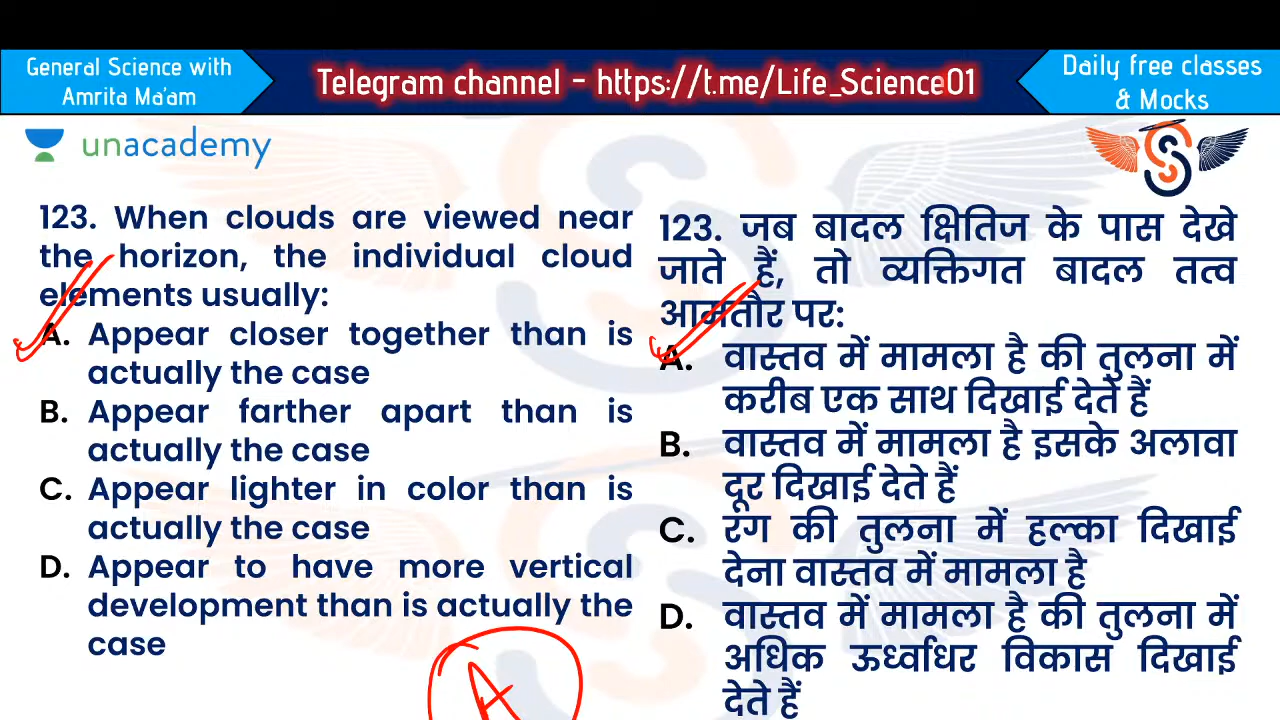 General Science with
Amrita Ma'am
Telegram channel - https://t.me/Life_Science01
Daily free classes
& Mocks
unacademy
123. When clouds are viewed near
the horizon, the individual cloud
elements usually:
A. Appear closer together than is
actually the case
B. Appear farther apart than is
actually the case
C. Appear lighter in color than is
actually the case
D. Appear to have more vertical
development than is actually the
case
A
123. जब बादल क्षितिज के पास देखे
जाते हैं, तो व्यक्तिगत बादल तत्व
आमतौर पर:
A. वास्तव में मामला है की तुलना में
करीब एक साथ दिखाई देते हैं
B. वास्तव में मामला है इसके अलावा
दूर दिखाई देते हैं
C. रंग की तुलना में हल्का दिखाई
देना वास्तव में मामला है
D. वास्तव में मामला है की तुलना में
अधिक ऊर्ध्वाधर विकास दिखाई
देते हैं